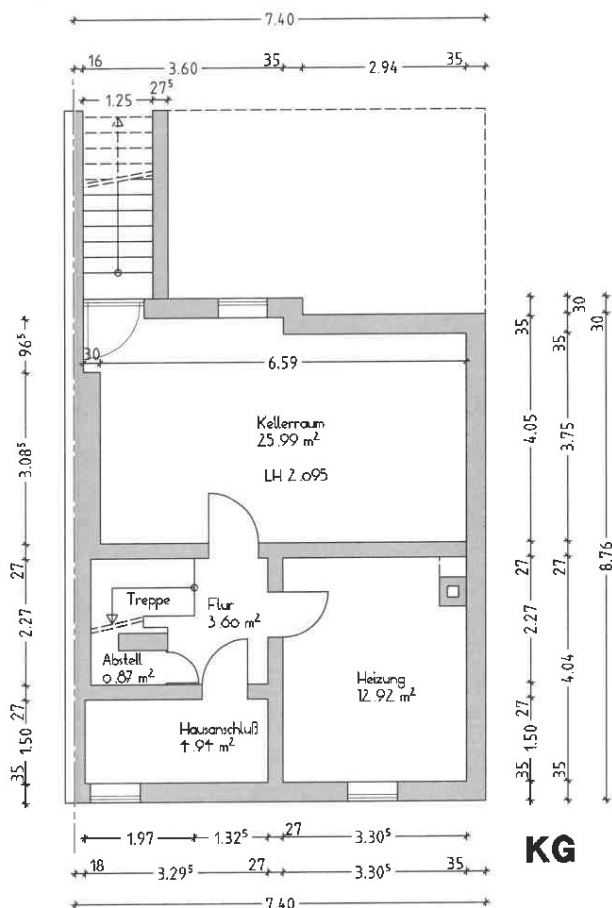 7.40
16 3.60 35 2.94 35
27⁵
1.25
30
6.59
Kellerraum
25.99 m²
LH 2.095
Treppe
Flur
3.60 m²
Abstell
0.87 m²
Heizung
12.92 m²
Hausanschluß
4.94 m²
96⁵
3.08⁵
27
2.27
27
1.50
35
35
4.05
27
2.27
27
1.50
35
30
35
3.75
27
4.04
35
30
8.76
1.97 1.32⁵ 27 3.30⁵
18 3.29⁵ 27 3.30⁵ 35
7.40
KG